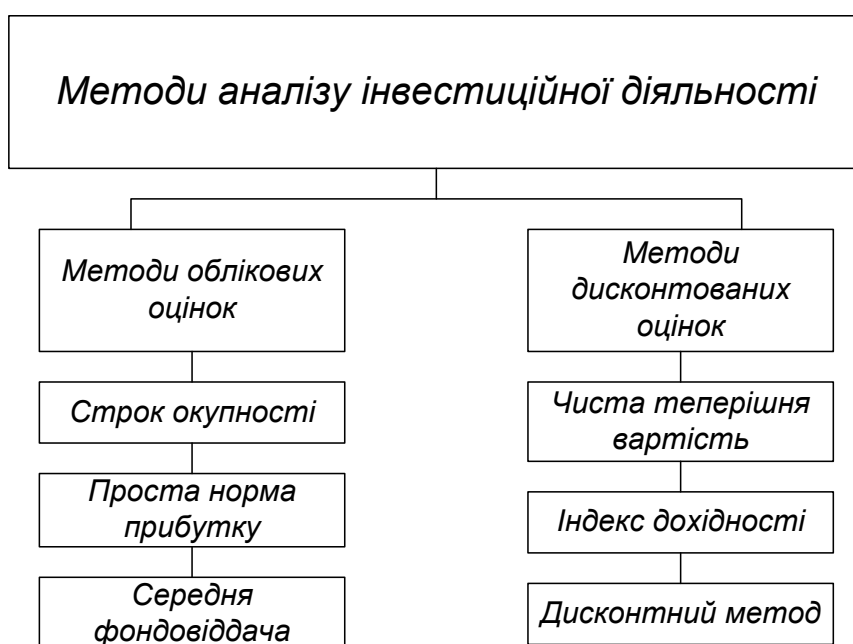 Методи аналізу інвестиційної діяльності
Методи облікових
оцінок
Строк окупності
Проста норма
прибутку
Середня
фондовіддача
Методи
дисконтованих
оцінок
Чиста теперішня
вартість
Індекс дохідності
Дисконтний метод